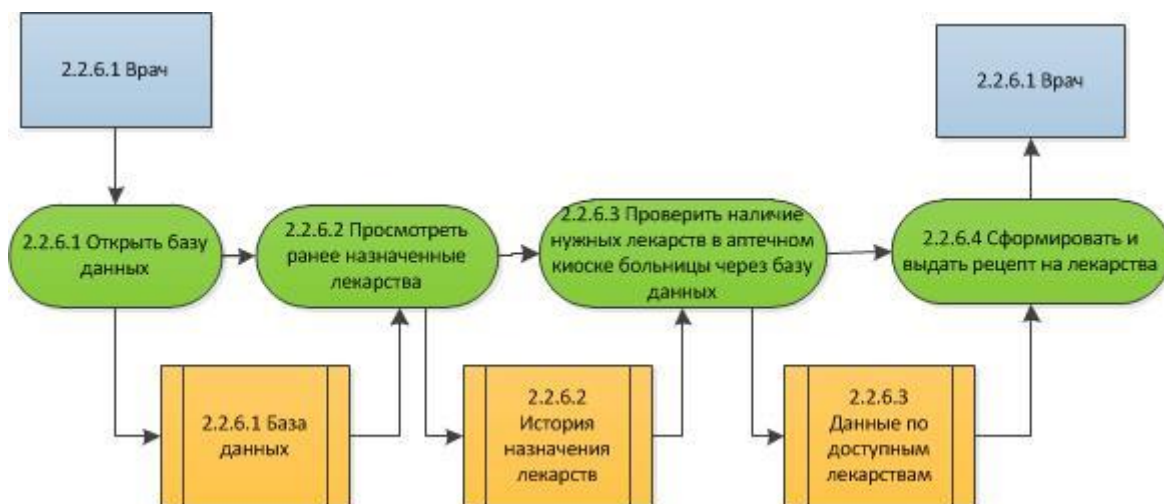 2.2.6.1 Врач
2.2.6.1 Врач
2.2.6.1 Открыть базу
данных
2.2.6.2 Просмотреть
ранее назначенные
лекарства
2.2.6.3 Проверить наличие
нужных лекарств в аптечном
киоске больницы через базу
данных
2.2.6.4 Сформировать и
выдать рецепт на лекарства
2.2.6.1 База
данных
2.2.6.2
История
назначения
лекарств
2.2.6.3
Данные по
доступным
лекарствам